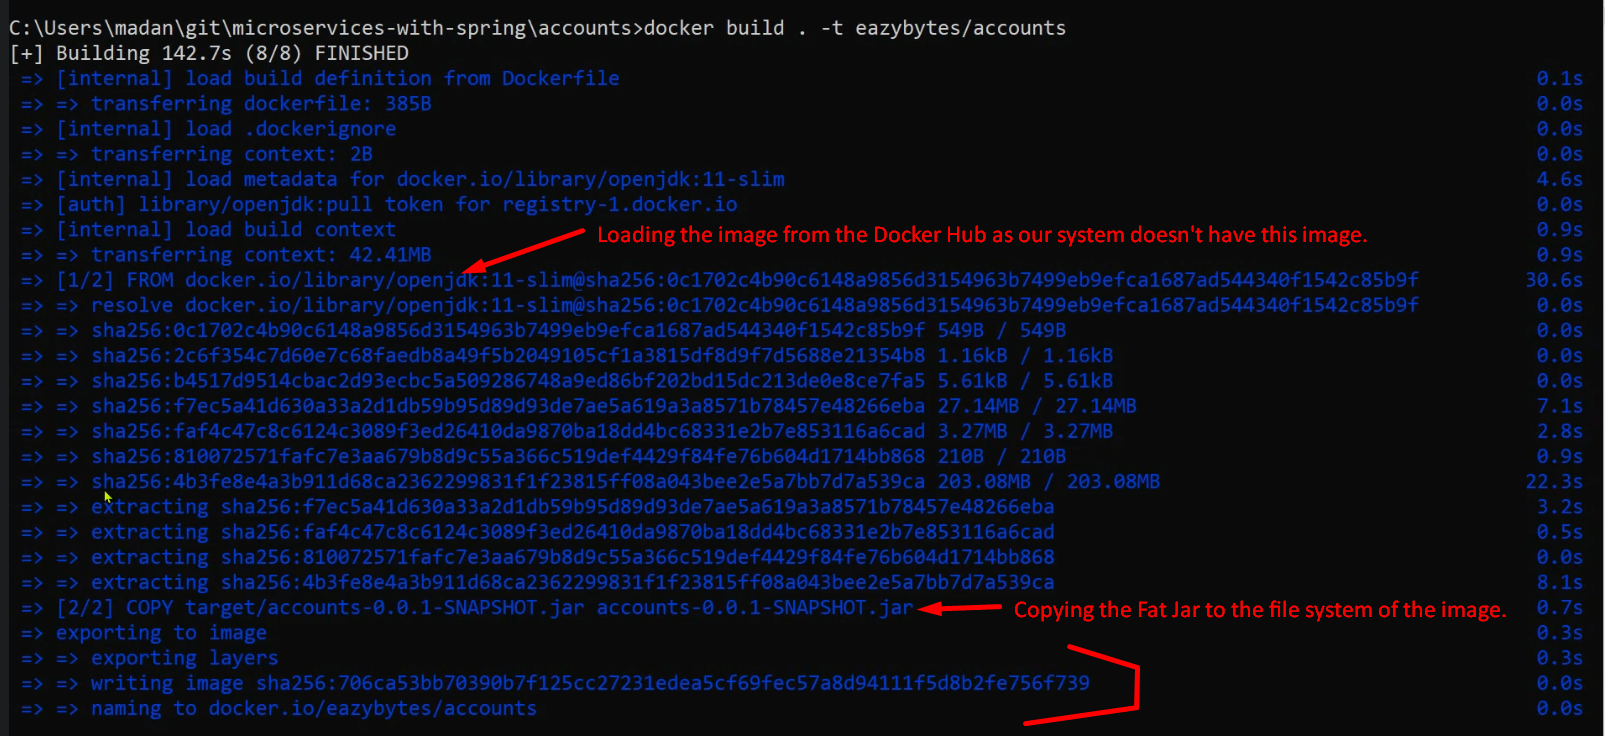 C:\Users\madan\git\microservices-with-spring\accounts>docker build . -t eazybytes/accounts
[+] Building 142.7s (8/8) FINISHED
=> [internal] load build definition from Dockerfile 0.1s
=> => transferring dockerfile: 385B 0.0s
=> [internal] load .dockerignore 0.0s
=> => transferring context: 2B 0.0s
=> [internal] load metadata for docker.io/library/openjdk:11-slim 4.6s
=> [auth] library/openjdk:pull token for registry-1.docker.io 0.0s
=> [internal] load build context 0.9s
Loading the image from the Docker Hub as our system doesn't have this image.
=> => transferring context: 42.41MB 0.9s
=> [1/2] FROM docker.io/library/openjdk:11-slim@sha256:0c1702c4b90c6148a9856d3154963b7499eb9efca1687ad544340f1542c85b9f 30.6s
=> => resolve docker.io/library/openjdk:11-slim@sha256:0c1702c4b90c6148a9856d3154963b7499eb9efca1687ad544340f1542c85b9f 0.0s
=> => sha256:0c1702c4b90c6148a9856d3154963b7499eb9efca1687ad544340f1542c85b9f 549B / 549B 0.0s
=> => sha256:2c6f354c7d60e7c68faedb8a49f5b2049105cf1a3815df8d9f7d5688e21354b8 1.16kB / 1.16kB 0.0s
=> => sha256:b4517d9514cbac2d93ecbc5a509286748a9ed86bf202bd15dc213de0e8ce7fa5 5.61kB / 5.61kB 0.0s
=> => sha256:f7ec5a41d630a33a2d1db59b95d89d93de7ae5a619a3a8571b78457e48266eba 27.14MB / 27.14MB 7.1s
=> => sha256:faf4c47c8c6124c3089f3ed26410da9870ba18dd4bc68331e2b7e853116a6cad 3.27MB / 3.27MB 2.8s
=> => sha256:810072571fafc7e3aa679b8d9c55a366c519def4429f84fe76b604d1714bb868 210B / 210B 0.9s
=> => sha256:4b3fe8e4a3b911d68ca2362299831f1f23815ff08a043bee2e5a7bb7d7a539ca 203.08MB / 203.08MB 22.3s
=> => extracting sha256:f7ec5a41d630a33a2d1db59b95d89d93de7ae5a619a3a8571b78457e48266eba 3.2s
=> => extracting sha256:faf4c47c8c6124c3089f3ed26410da9870ba18dd4bc68331e2b7e853116a6cad 0.5s
=> => extracting sha256:810072571fafc7e3aa679b8d9c55a366c519def4429f84fe76b604d1714bb868 0.0s
=> => extracting sha256:4b3fe8e4a3b911d68ca2362299831f1f23815ff08a043bee2e5a7bb7d7a539ca 8.1s
=> [2/2] COPY target/accounts-0.0.1-SNAPSHOT.jar accounts-0.0.1-SNAPSHOT.jar 0.7s
Copying the Fat Jar to the file system of the image.
=> exporting to image 0.3s
=> => exporting layers 0.3s
=> => writing image sha256:706ca53bb70390b7f125cc27231edea5cf69fec57a8d94111f5d8b2fe756f739 0.0s
=> => naming to docker.io/eazybytes/accounts 0.0s